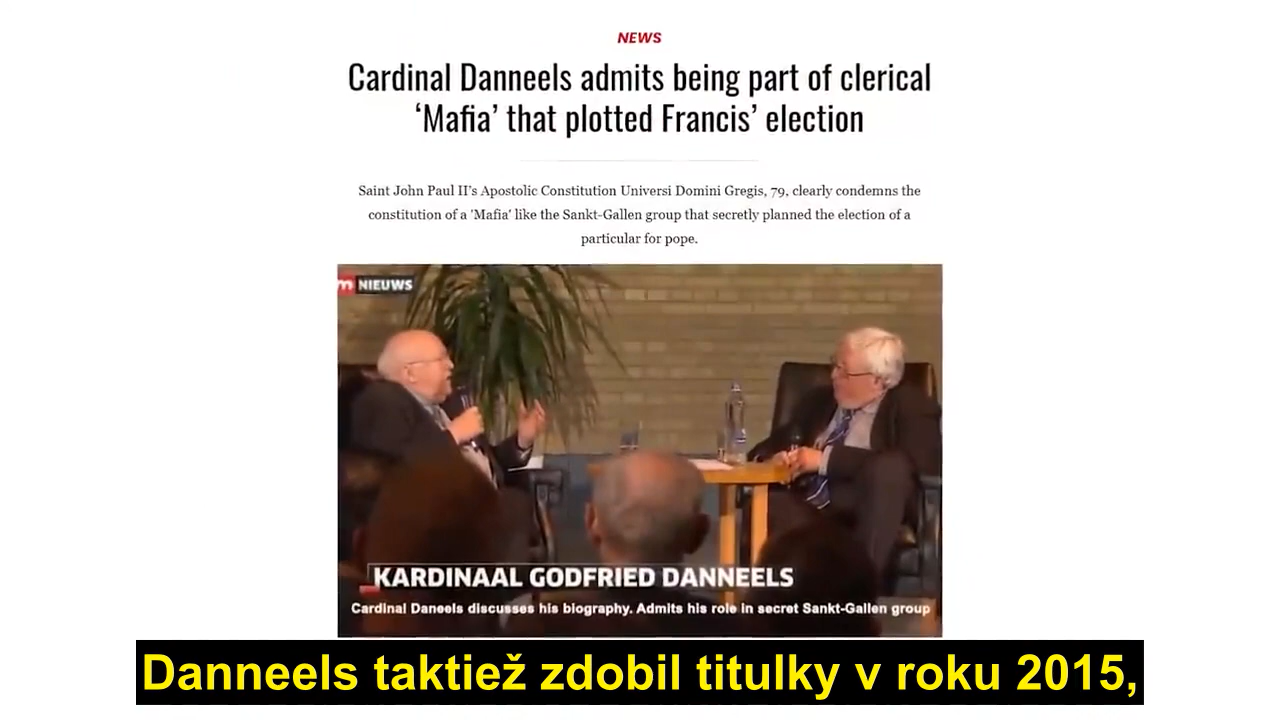 NEWS
Cardinal Danneels admits being part of clerical
‘Mafia’ that plotted Francis’ election
Saint John Paul II’s Apostolic Constitution Universi Domini Gregis, 79, clearly condemns the
constitution of a 'Mafia' like the Sankt-Gallen group that secretly planned the election of a
particular for pope.
m NIEUWS
KARDINAAL GODFRIED DANNEELS
Cardinal Daneels discusses his biography. Admits his role in secret Sankt-Gallen group
Danneels taktiež zdobil titulky v roku 2015,